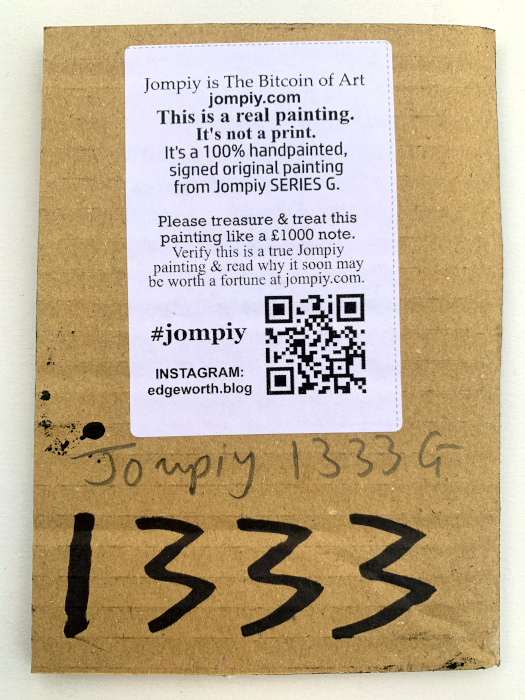 Jompiy is The Bitcoin of Art
jompiy.com
This is a real painting.
It's not a print.
It's a 100% handpainted,
signed original painting
from Jompiy SERIES G.
Please treasure & treat this
painting like a £1000 note.
Verify this is a true Jompiy
painting & read why it soon may
be worth a fortune at jompiy.com.
#jompiy
INSTAGRAM:
edgeworth.blog
Jompiy 1333 G
1333